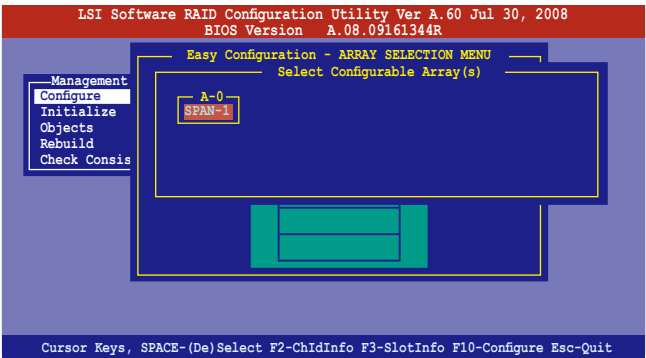 LSI Software RAID Configuration Utility Ver A.60 Jul 30, 2008
BIOS Version A.08.09161344R
Easy Configuration - ARRAY SELECTION MENU
Select Configurable Array(s)
Management
Configure
Initialize
Objects
Rebuild
Check Consis
A-0
SPAN-1
Cursor Keys, SPACE-(De)Select F2-ChIdInfo F3-SlotInfo F10-Configure Esc-Quit